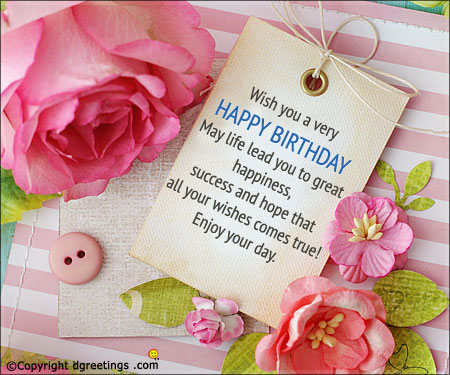 Wish you a very
HAPPY BIRTHDAY
May life lead you to great
happiness,
success and hope that
all your wishes comes true!
Enjoy your day.
©Copyright dgreetings .com